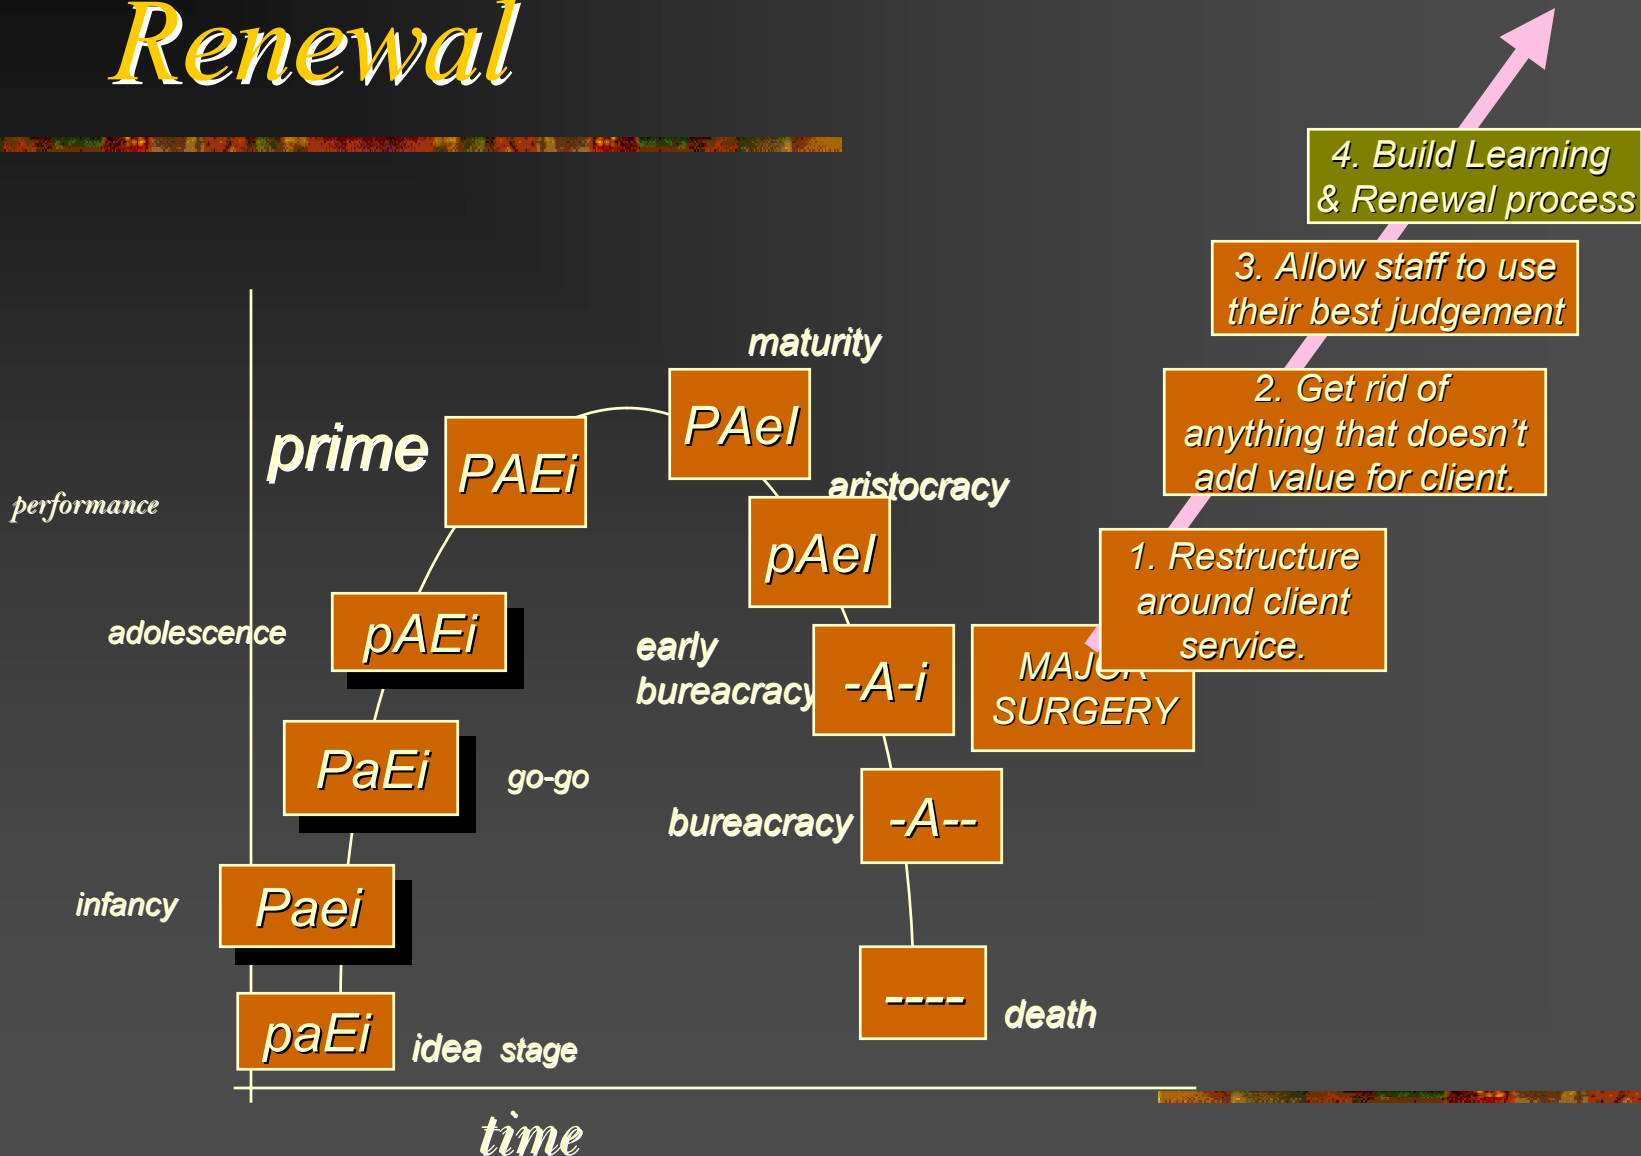 Renewal
4. Build Learning
& Renewal process
3. Allow staff to use
their best judgement
2. Get rid of
anything that doesn't
add value for client.
1. Restructure
around client
service.
MAJOR
SURGERY
maturity
PAeI
prime
PAEi
performance
aristocracy
pAeI
adolescence
pAEi
early
bureacracy
-A-i
PaEi
go-go
bureacracy
-A--
infancy
Paei
----
death
paEi
idea stage
time